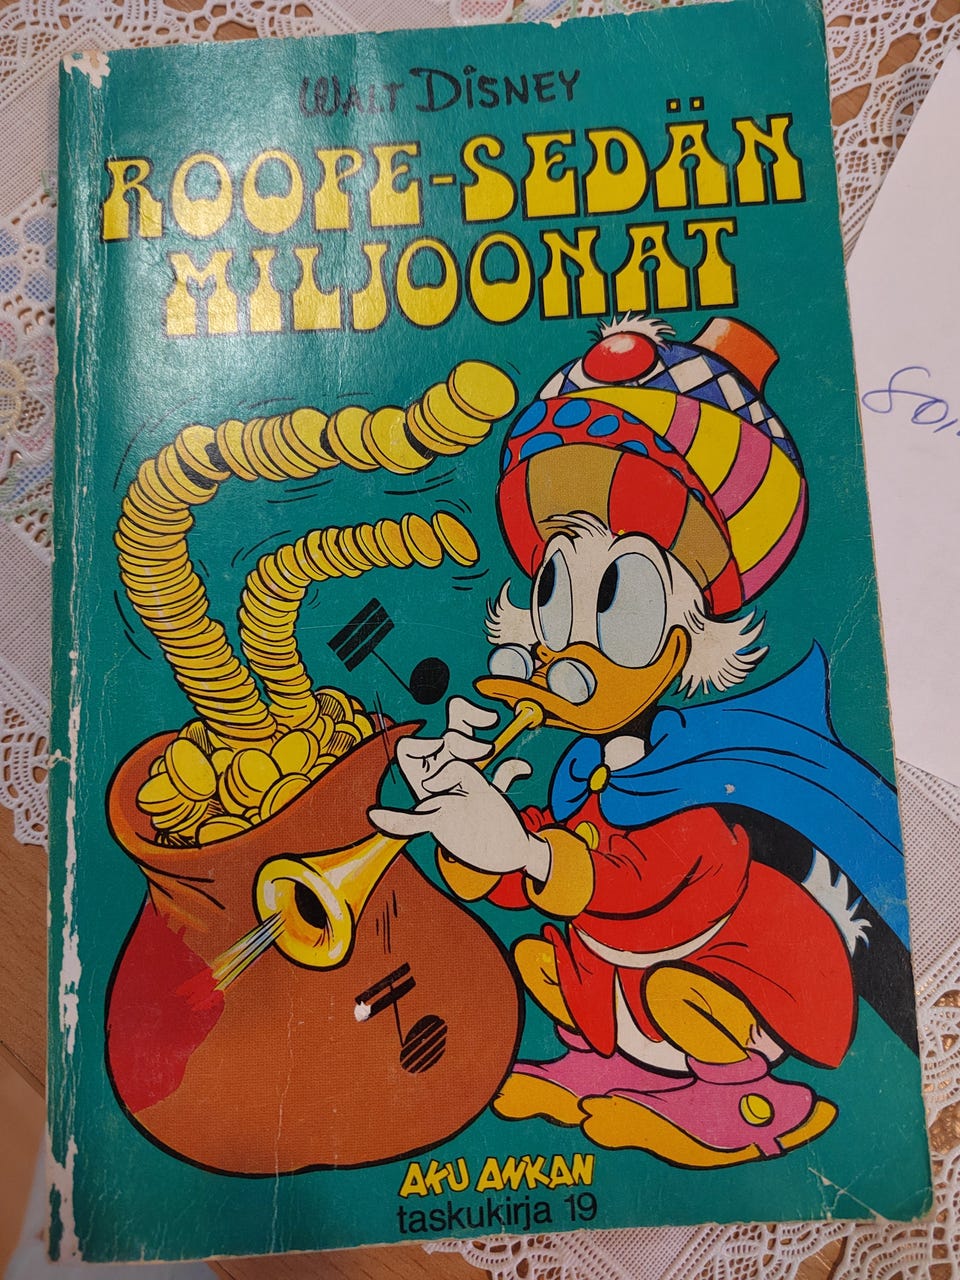 WALT DISNEY
ROOPE-SEDÄN
MILJOONAT
AKU ANKAN
taskukirja 19